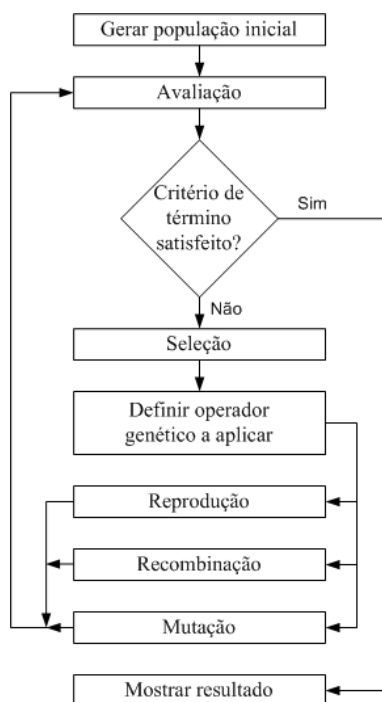 Gerar população inicial
Avaliação
Critério de
término
satisfeito?
Sim
Não
Seleção
Definir operador
genético a aplicar
Reprodução
Recombinação
Mutação
Mostrar resultado